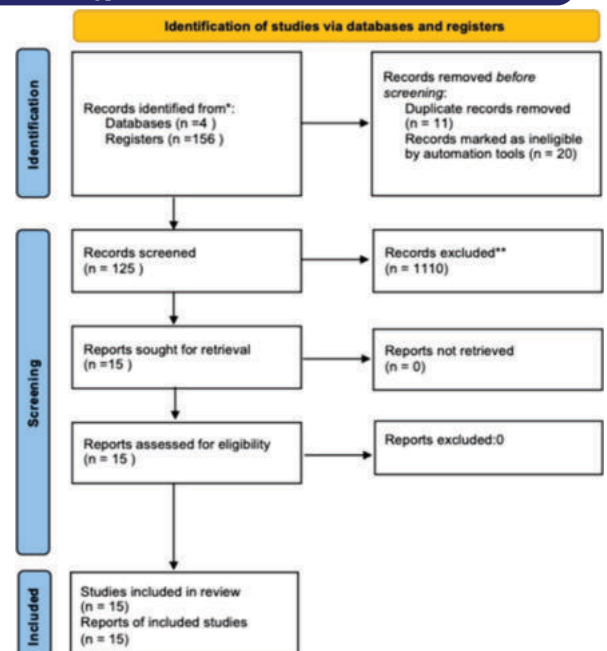 Identification of studies via databases and registers
Identification
Records identified from*:
Databases (n =4 )
Registers (n =156 )
Records removed before
screening:
Duplicate records removed
(n = 11)
Records marked as ineligible
by automation tools (n = 20)
Screening
Records screened
(n = 125 )
Records excluded**
(n = 1110)
Reports sought for retrieval
(n =15 )
Reports not retrieved
(n = 0)
Reports assessed for eligibility
(n = 15 )
Reports excluded:0
Included
Studies included in review
(n = 15)
Reports of included studies
(n = 15)